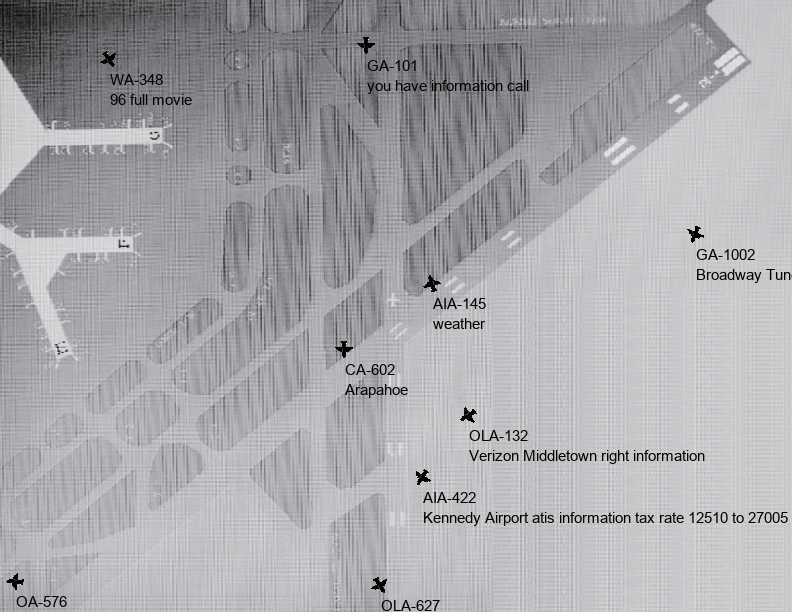 WA-348
96 full movie
GA-101
you have information call
GA-1002
Broadway Tun
AIA-145
weather
CA-602
Arapahoe
OLA-132
Verizon Middletown right information
AIA-422
Kennedy Airport atis information tax rate 12510 to 27005
OA-576
OLA-627